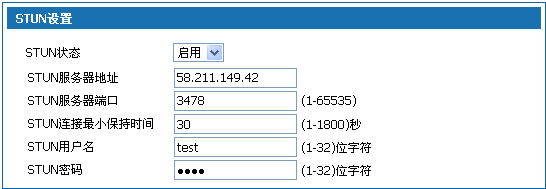 STUN设置
STUN状态 启用
STUN服务器地址 58.211.149.42
STUN服务器端口 3478 (1-65535)
STUN连接最小保持时间 30 (1-1800)秒
STUN用户名 test (1-32)位字符
STUN密码 ●●●● (1-32)位字符